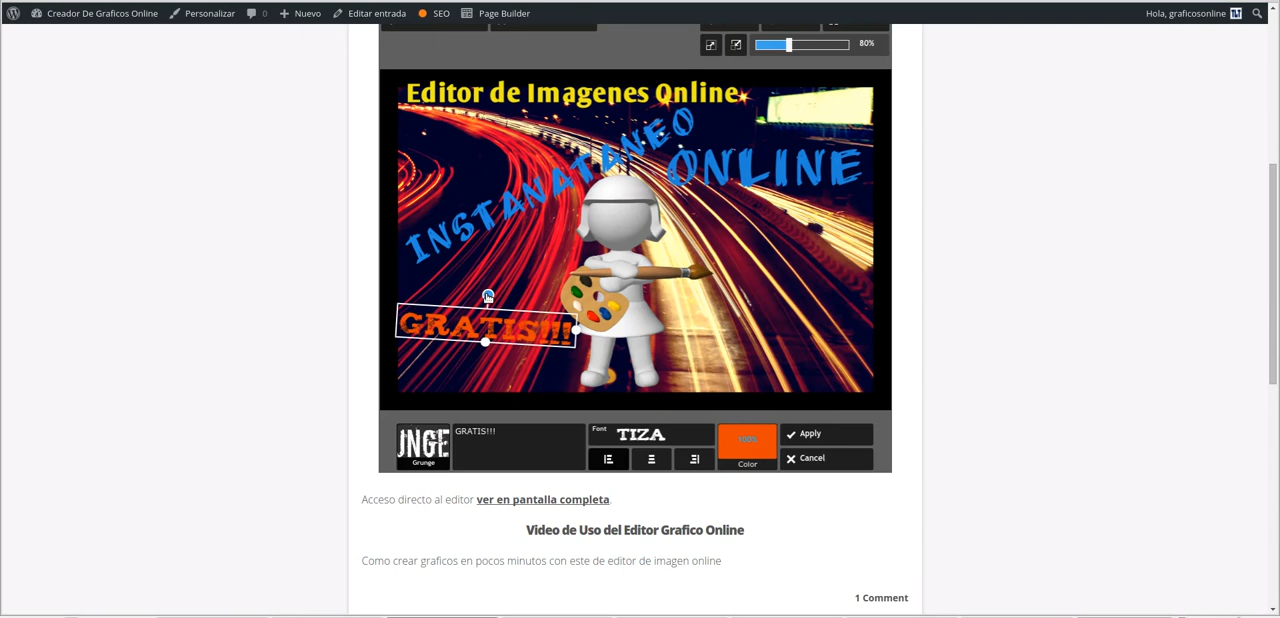 Creador De Graficos Online Personalizar 0 Nuevo Editar entrada SEO Page Builder Hola, graficosonline
80%
Editor de Imagenes Online
INSTANATANEO
ONLINE
GRATIS!!!
GRATIS!!!
Font TIZA
Apply
Grunge
Color
Cancel
Acceso directo al editor ver en pantalla completa.
Video de Uso del Editor Grafico Online
Como crear graficos en pocos minutos con este de editor de imagen online
1 Comment